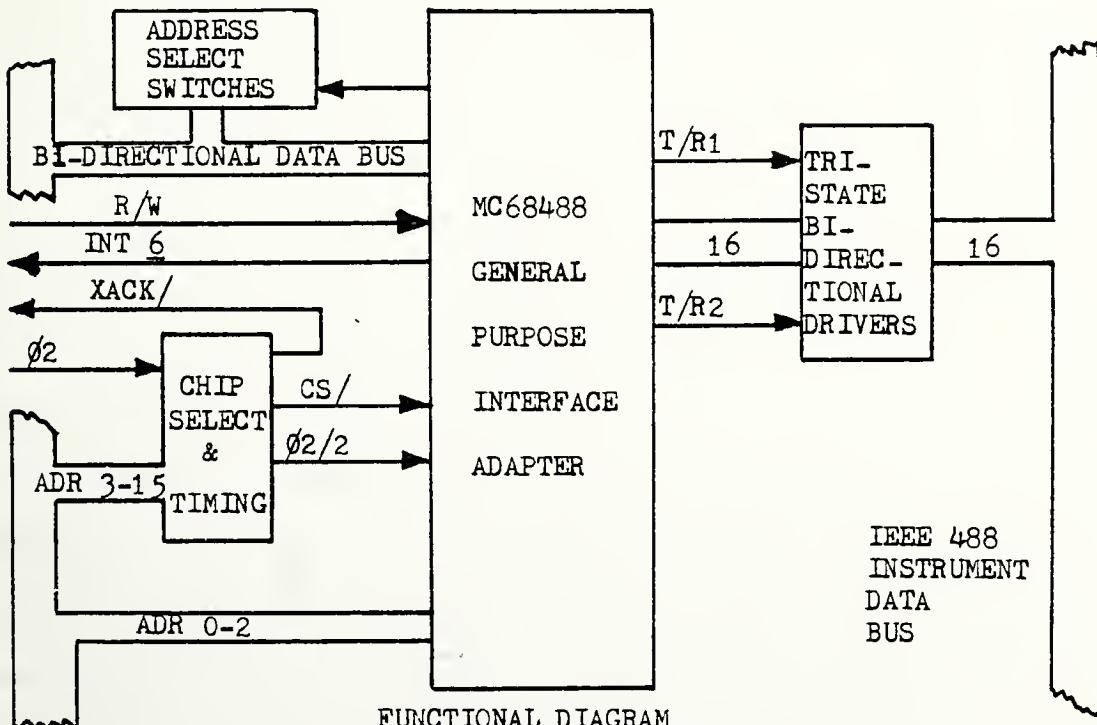 ADDRESS
SELECT
SWITCHES
BI-DIRECTIONAL DATA BUS
R/W
INT 6
XACK/
Ø2
CHIP
SELECT
&
TIMING
CS/
Ø2/2
ADR 3-15
ADR 0-2
MC68488
GENERAL
PURPOSE
INTERFACE
ADAPTER
T/R1
16
T/R2
TRI-
STATE
BI-
DIREC-
TIONAL
DRIVERS
16
IEEE 488
INSTRUMENT
DATA
BUS
FUNCTIONAL DIAGRAM